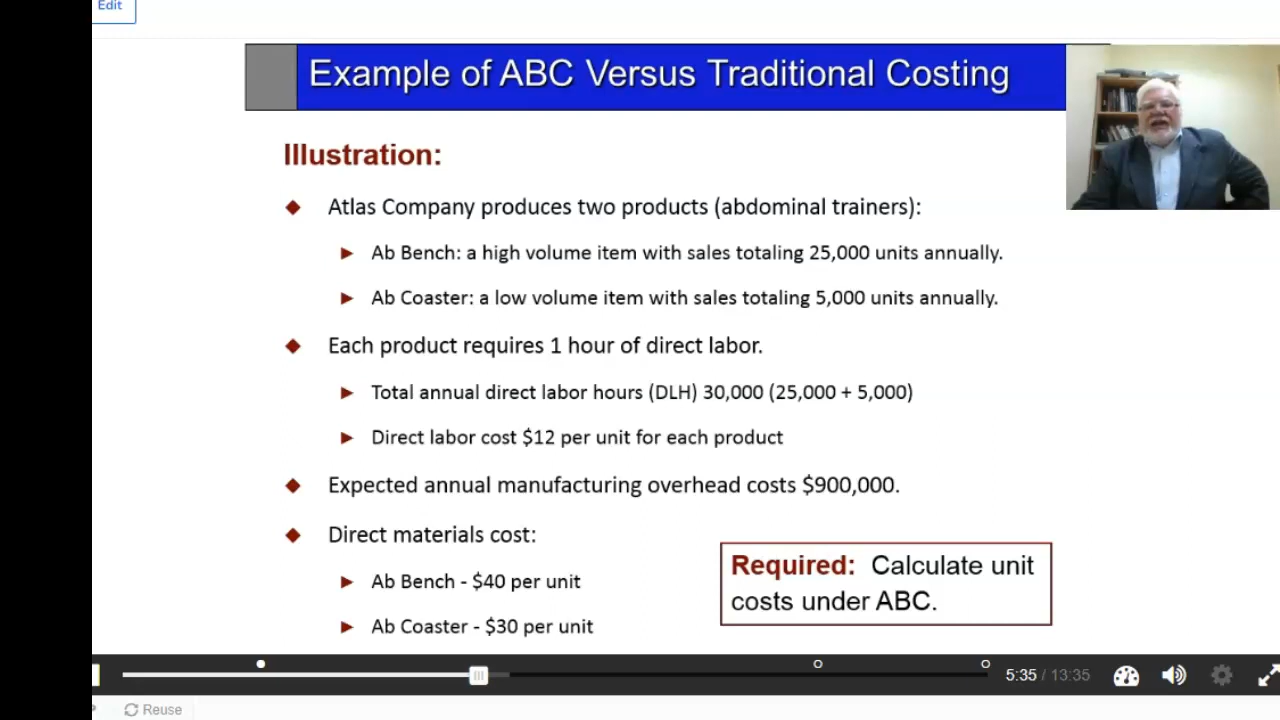 Edit
Example of ABC Versus Traditional Costing
Illustration:
Atlas Company produces two products (abdominal trainers):
Ab Bench: a high volume item with sales totaling 25,000 units annually.
Ab Coaster: a low volume item with sales totaling 5,000 units annually.
Each product requires 1 hour of direct labor.
Total annual direct labor hours (DLH) 30,000 (25,000 + 5,000)
Direct labor cost $12 per unit for each product
Expected annual manufacturing overhead costs $900,000.
Direct materials cost:
Ab Bench - $40 per unit
Ab Coaster - $30 per unit
Required: Calculate unit
costs under ABC.
5:35 / 13:35
Reuse